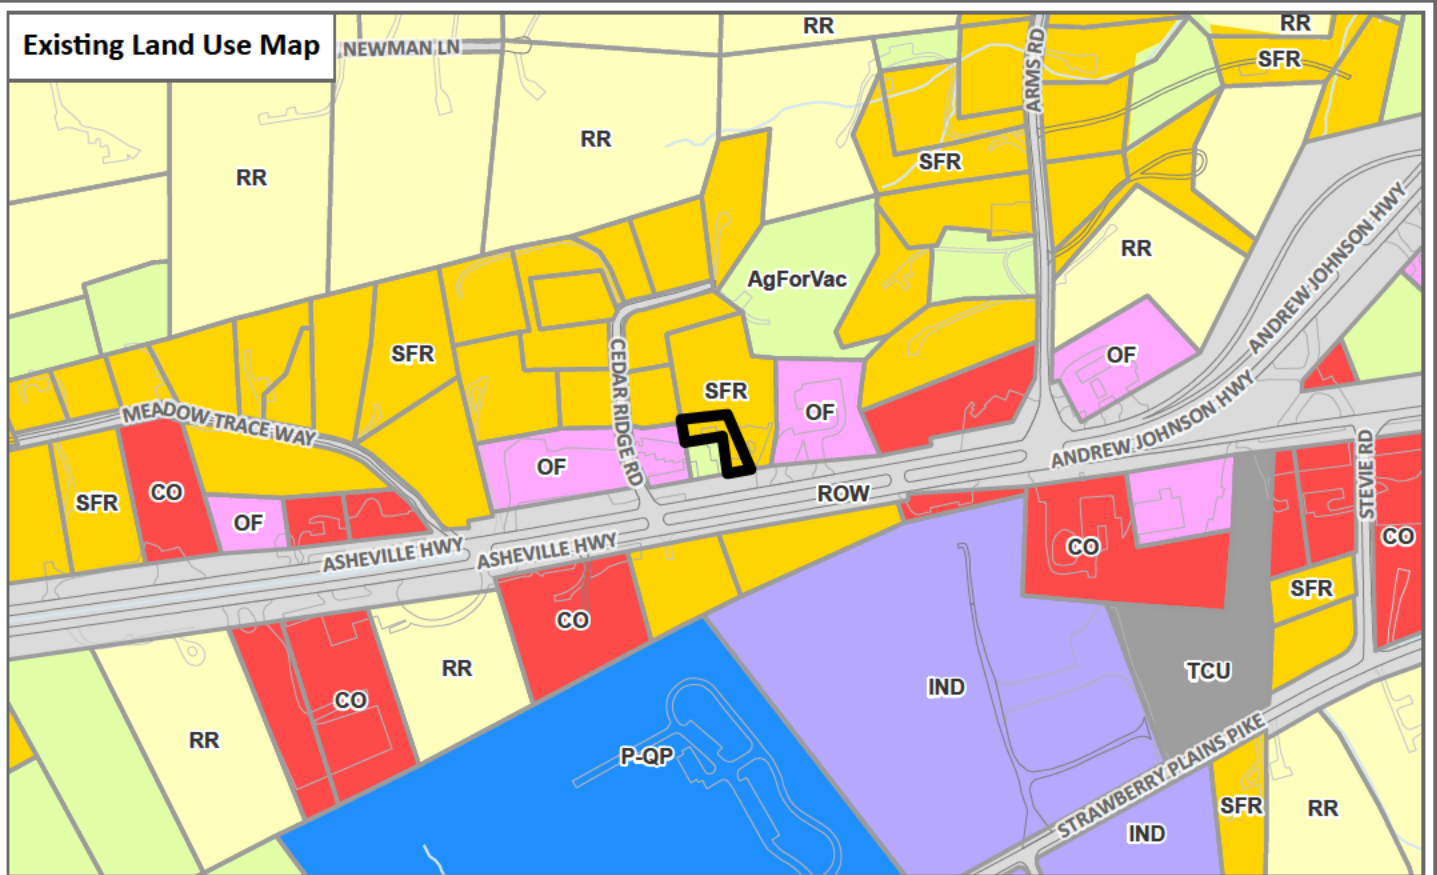 Existing Land Use Map
NEWMAN LN
RR
RR
SFR
ARMS RD
RR
RR
SFR
ANDREW JOHNSON HWY
RR
AgForVac
CEDAR RIDGE RD
SFR
OF
SFR
OF
MEADOW TRACE WAY
ANDREW JOHNSON HWY
OF
STEVIE RD
CO
SFR
ROW
OF
ASHEVILLE HWY
ASHEVILLE HWY
CO
CO
SFR
CO
RR
IND
TCU
CO
RR
P-QP
STRAWBERRY PLAINS PIKE
SFR
RR
IND